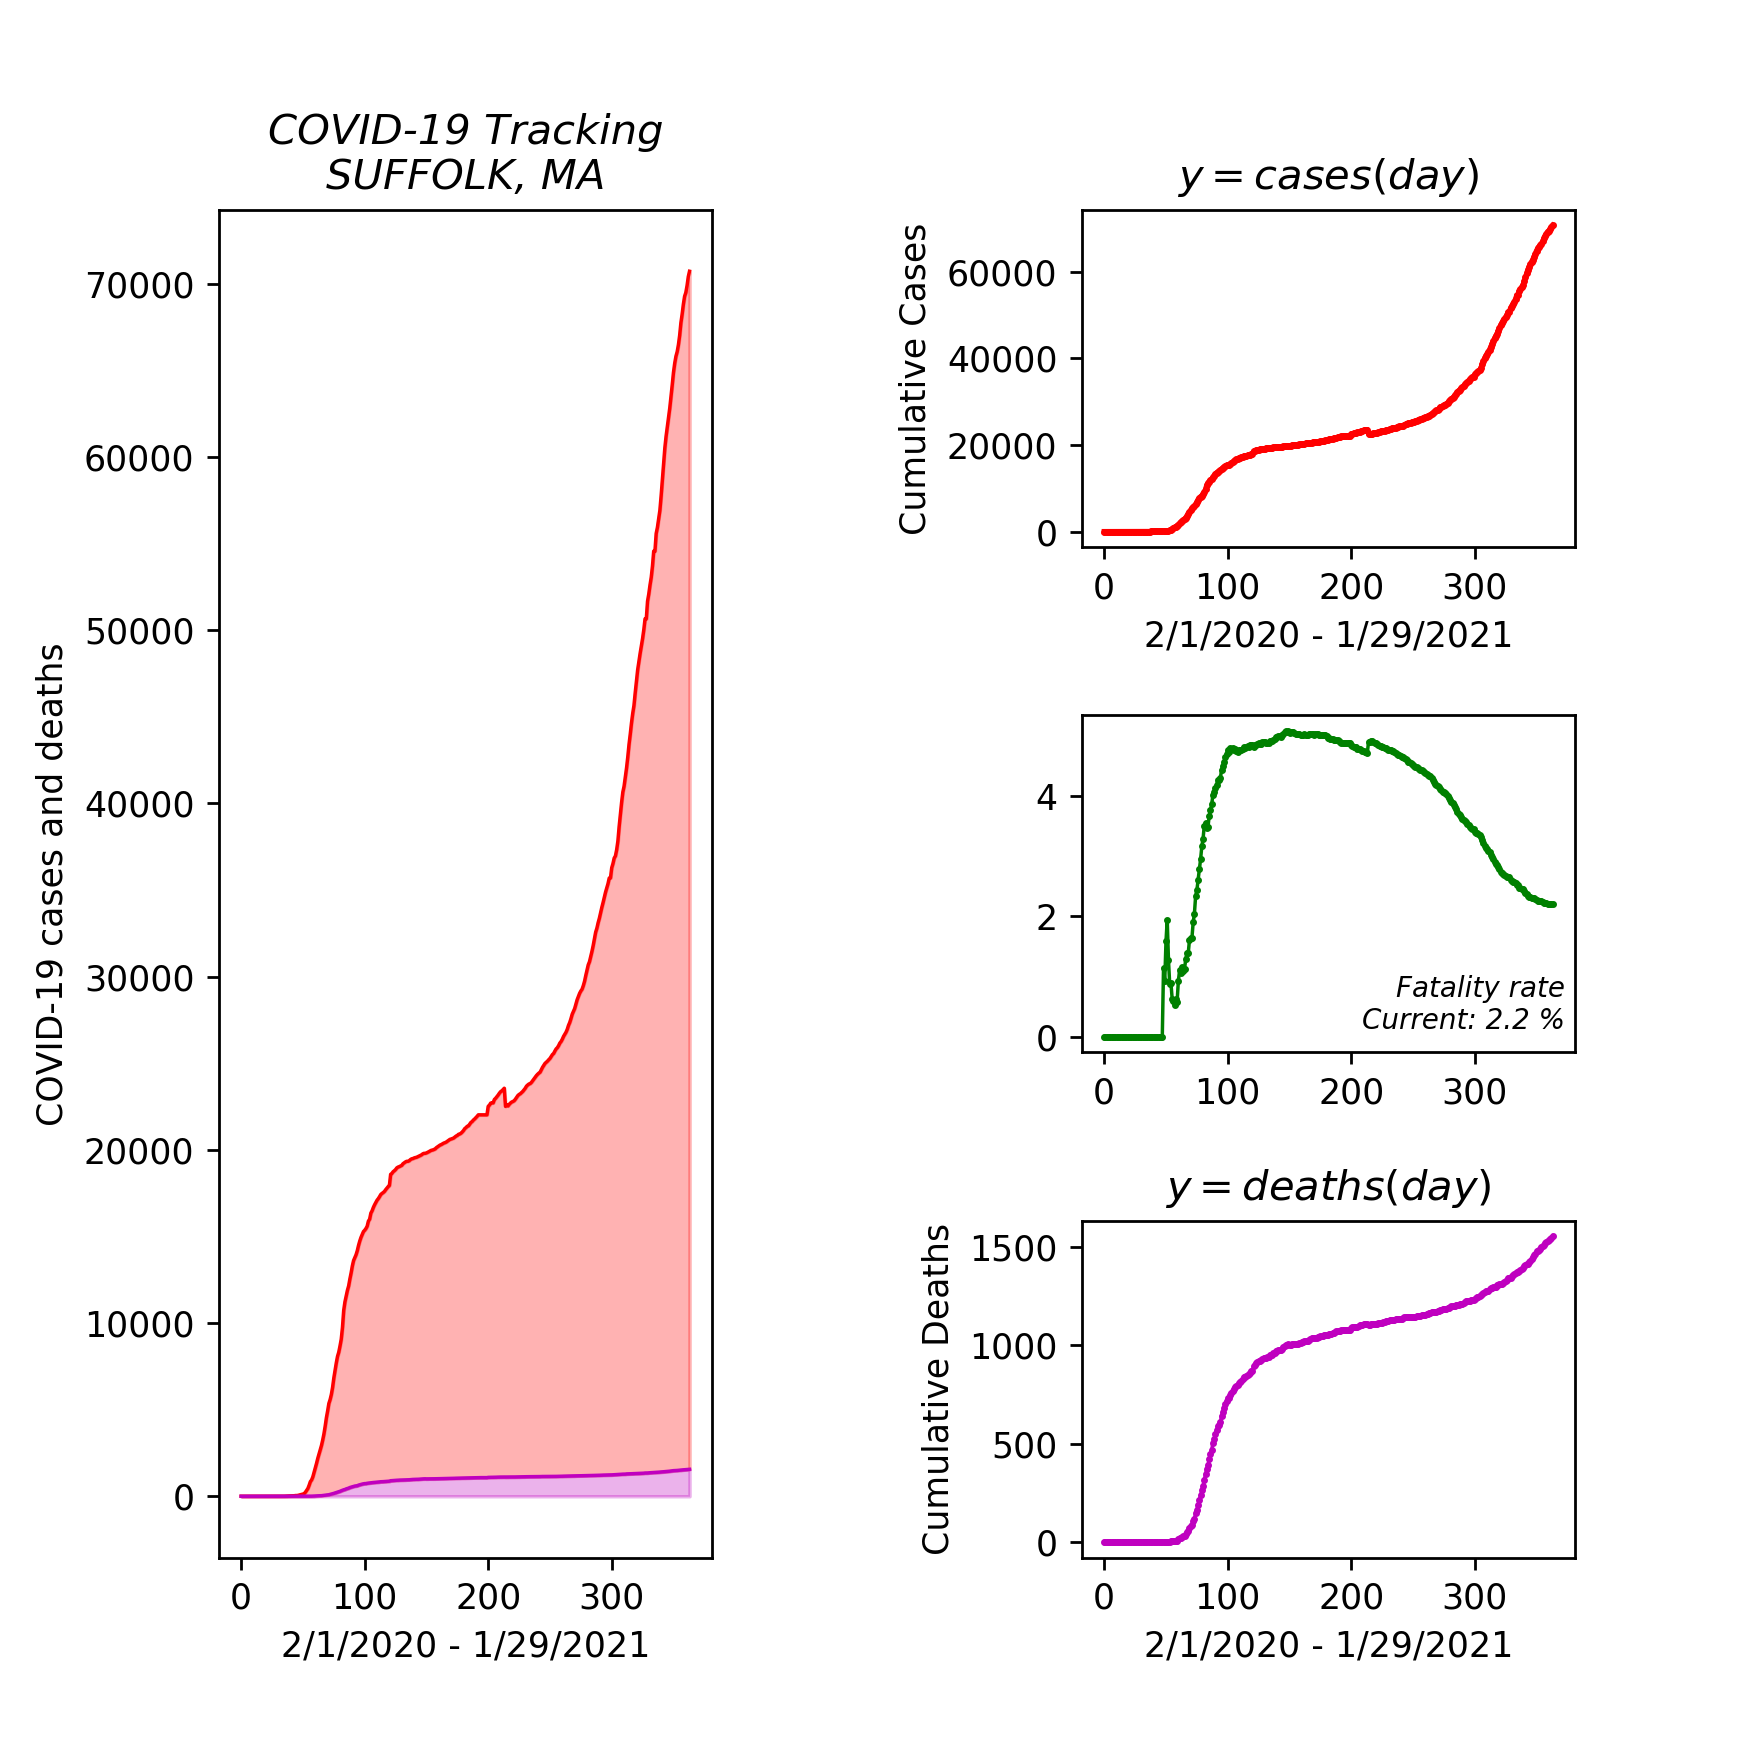 COVID-19 Tracking
SUFFOLK, MA
COVID-19 cases and deaths
70000
60000
50000
40000
30000
20000
10000
0
0 100 200 300
2/1/2020 - 1/29/2021
y = cases(day)
Cumulative Cases
60000
40000
20000
0
0 100 200 300
2/1/2020 - 1/29/2021
4
2
0
Fatality rate
Current: 2.2 %
0 100 200 300
y = deaths(day)
Cumulative Deaths
1500
1000
500
0
0 100 200 300
2/1/2020 - 1/29/2021